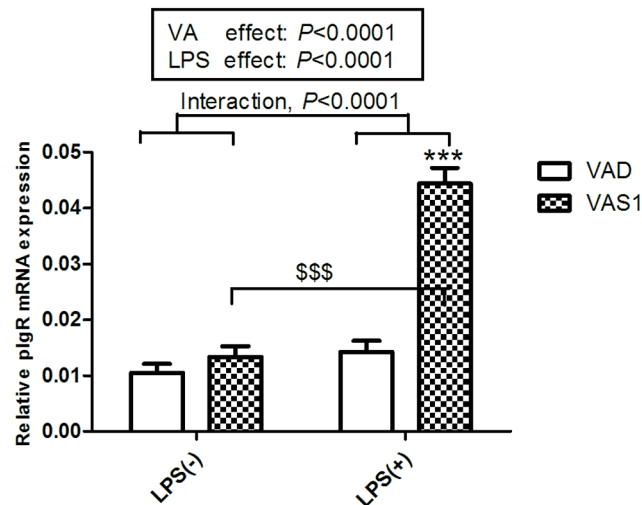 VA effect: P<0.0001
LPS effect: P<0.0001
Interaction, P<0.0001
Relative pIgR mRNA expression
0.05
0.04
0.03
0.02
0.01
0.00
***
$$$
VAD
VAS1
LPS(-)
LPS(+)